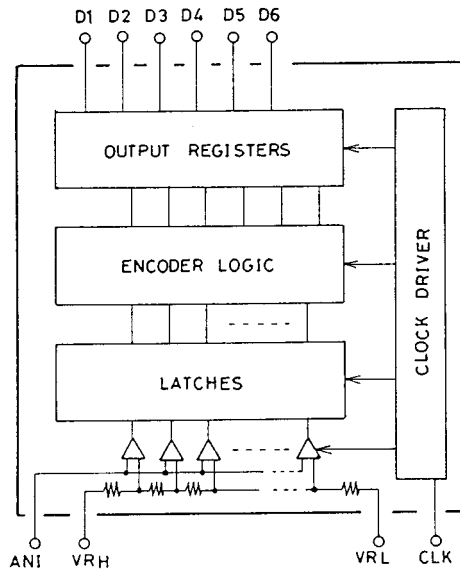 D1 D2 D3 D4 D5 D6
OUTPUT REGISTERS
ENCODER LOGIC
LATCHES
CLOCK DRIVER
ANI VRH VRL CLK